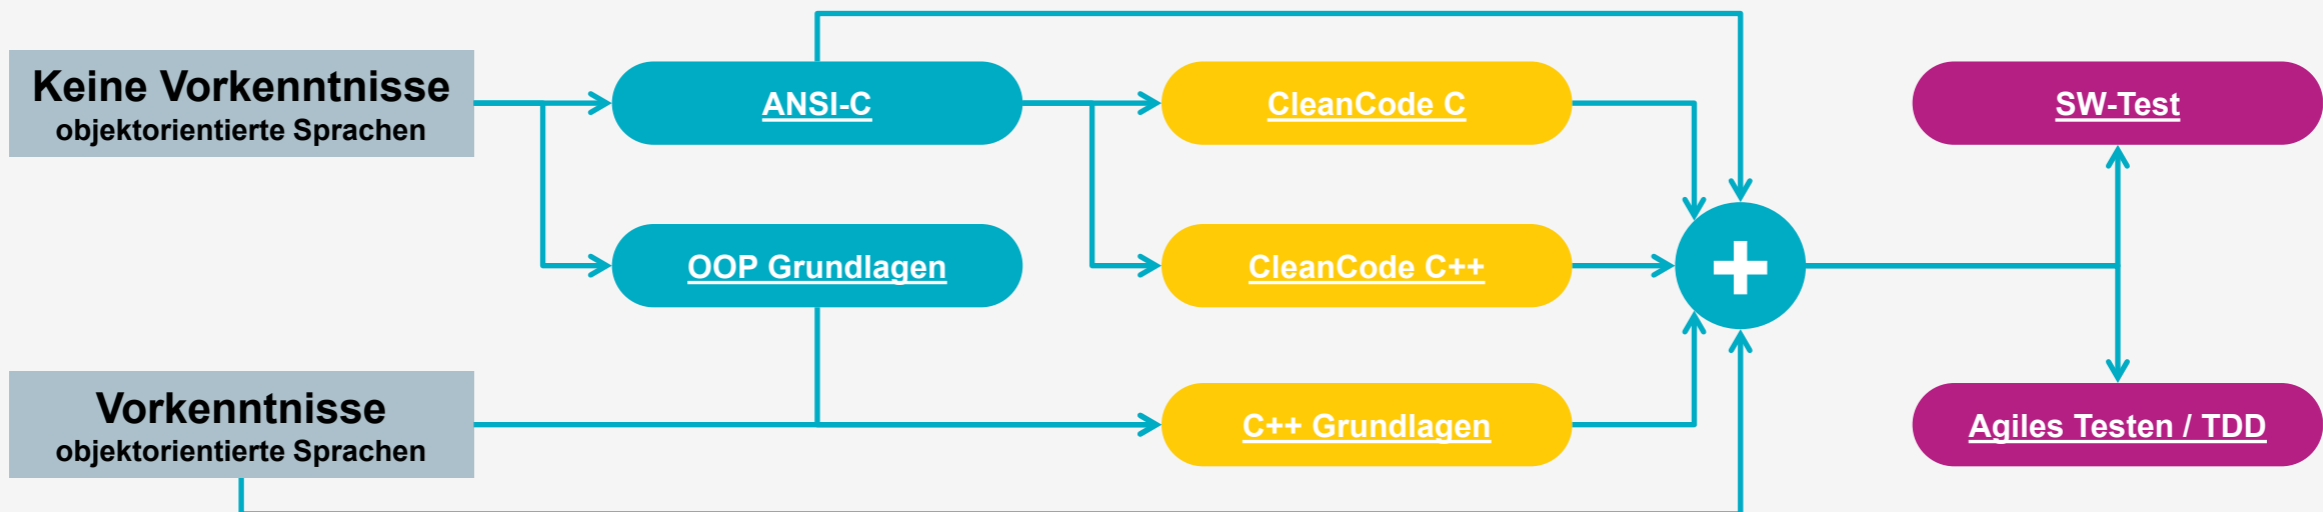 Keine Vorkenntnisse
objektorientierte Sprachen
ANSI-C
CleanCode C
SW-Test
OOP Grundlagen
CleanCode C++
+
Vorkenntnisse
objektorientierte Sprachen
C++ Grundlagen
Agiles Testen / TDD